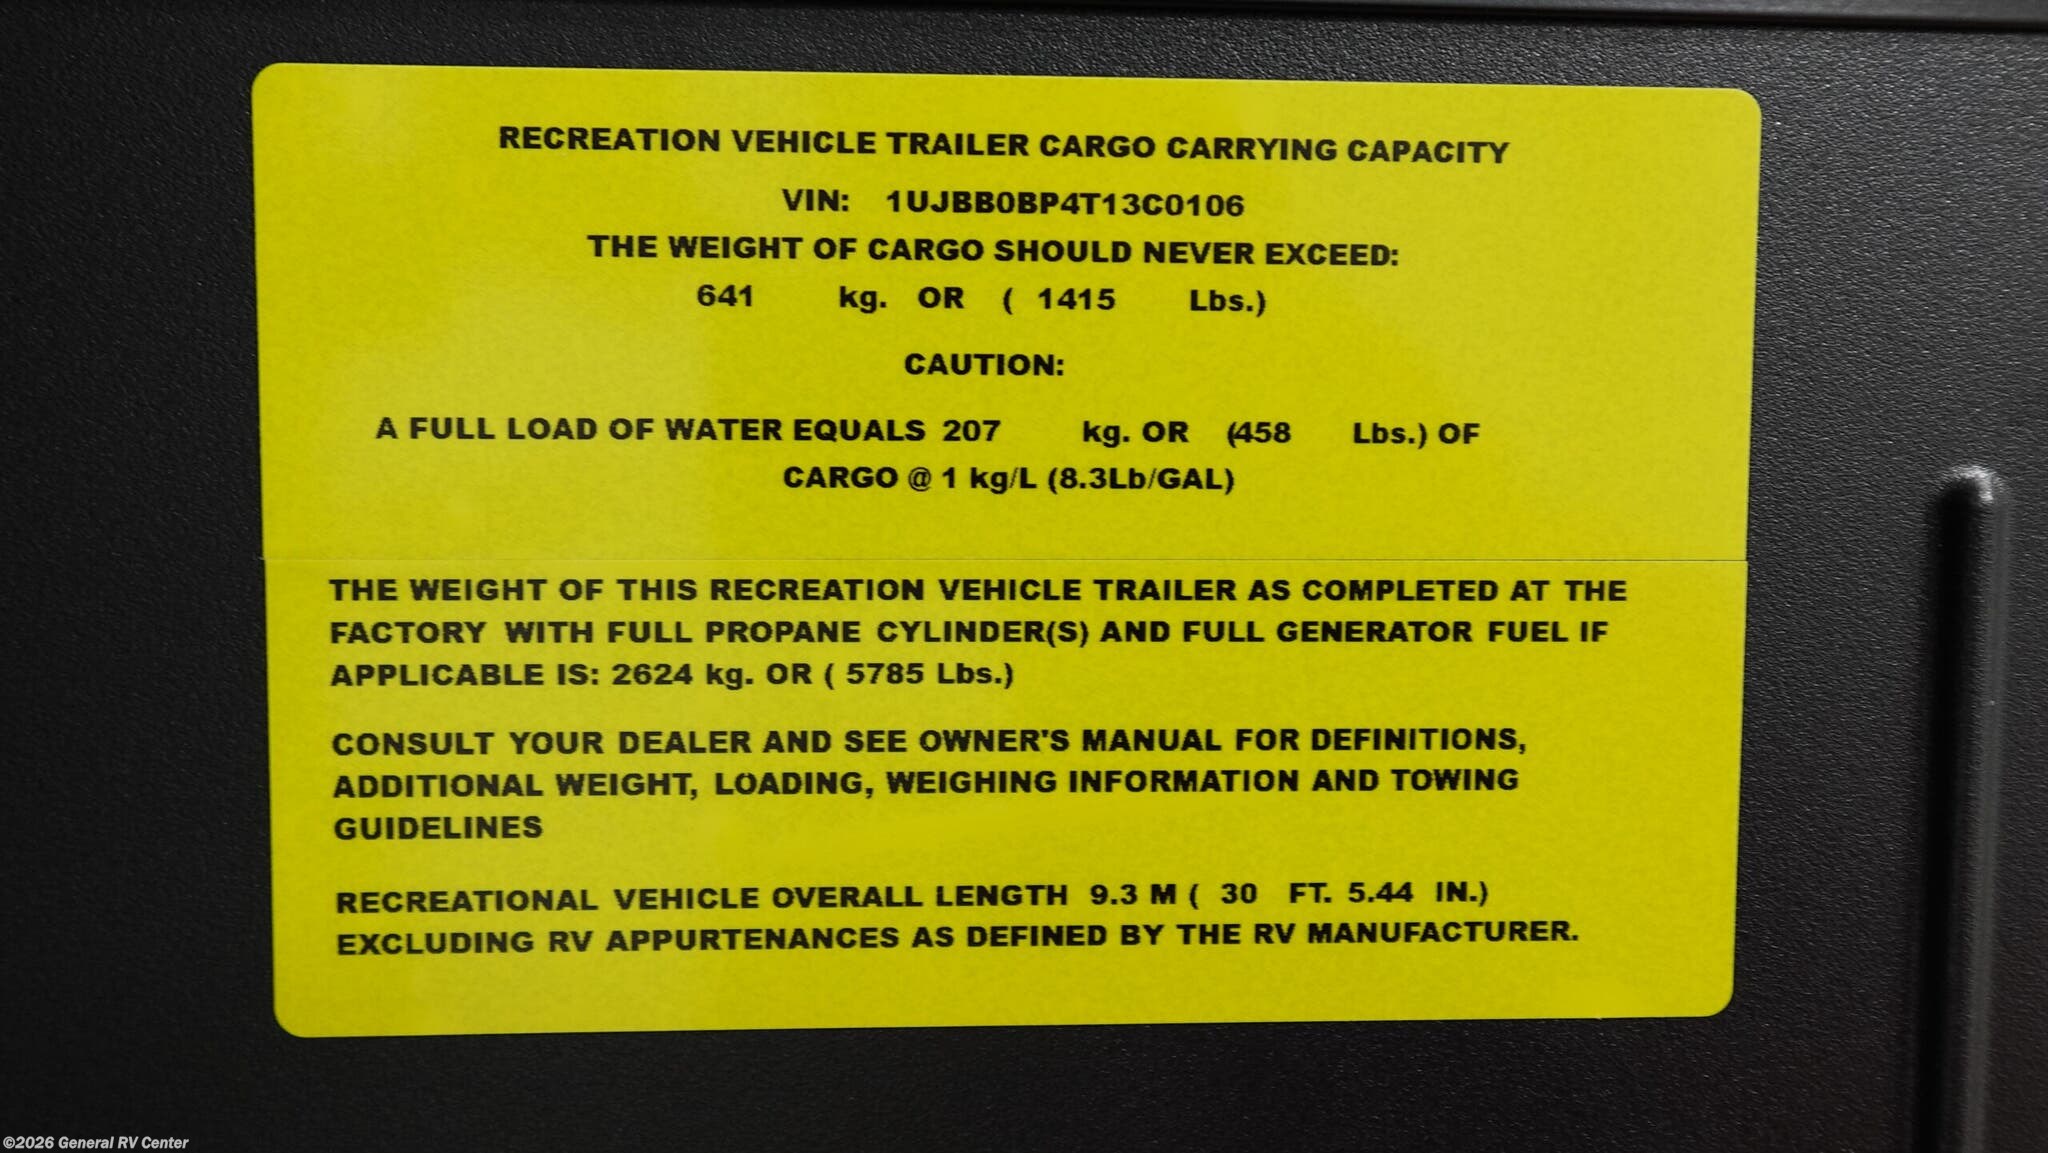 RECREATION VEHICLE TRAILER CARGO CARRYING CAPACITY
VIN: 1UJBB0BP4T13C0106
THE WEIGHT OF CARGO SHOULD NEVER EXCEED:
641 kg. OR ( 1415 Lbs.)
CAUTION:
A FULL LOAD OF WATER EQUALS 207 kg. OR (458 Lbs.) OF
CARGO @ 1 kg/L (8.3Lb/GAL)
THE WEIGHT OF THIS RECREATION VEHICLE TRAILER AS COMPLETED AT THE
FACTORY WITH FULL PROPANE CYLINDER(S) AND FULL GENERATOR FUEL IF
APPLICABLE IS: 2624 kg. OR ( 5785 Lbs.)
CONSULT YOUR DEALER AND SEE OWNER'S MANUAL FOR DEFINITIONS,
ADDITIONAL WEIGHT, LOADING, WEIGHING INFORMATION AND TOWING
GUIDELINES
RECREATIONAL VEHICLE OVERALL LENGTH 9.3 M ( 30 FT. 5.44 IN.)
EXCLUDING RV APPURTENANCES AS DEFINED BY THE RV MANUFACTURER.
©2026 General RV Center